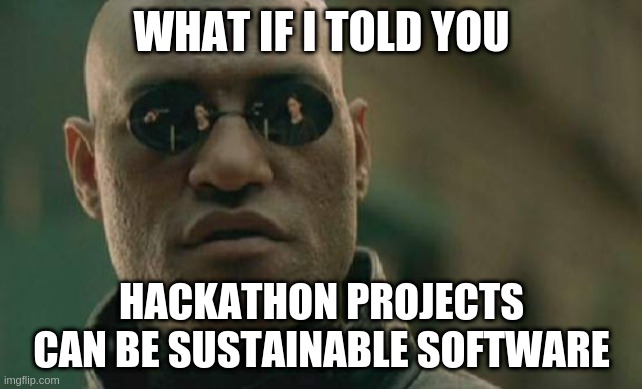 WHAT IF I TOLD YOU
HACKATHON PROJECTS
CAN BE SUSTAINABLE SOFTWARE
imgflip.com